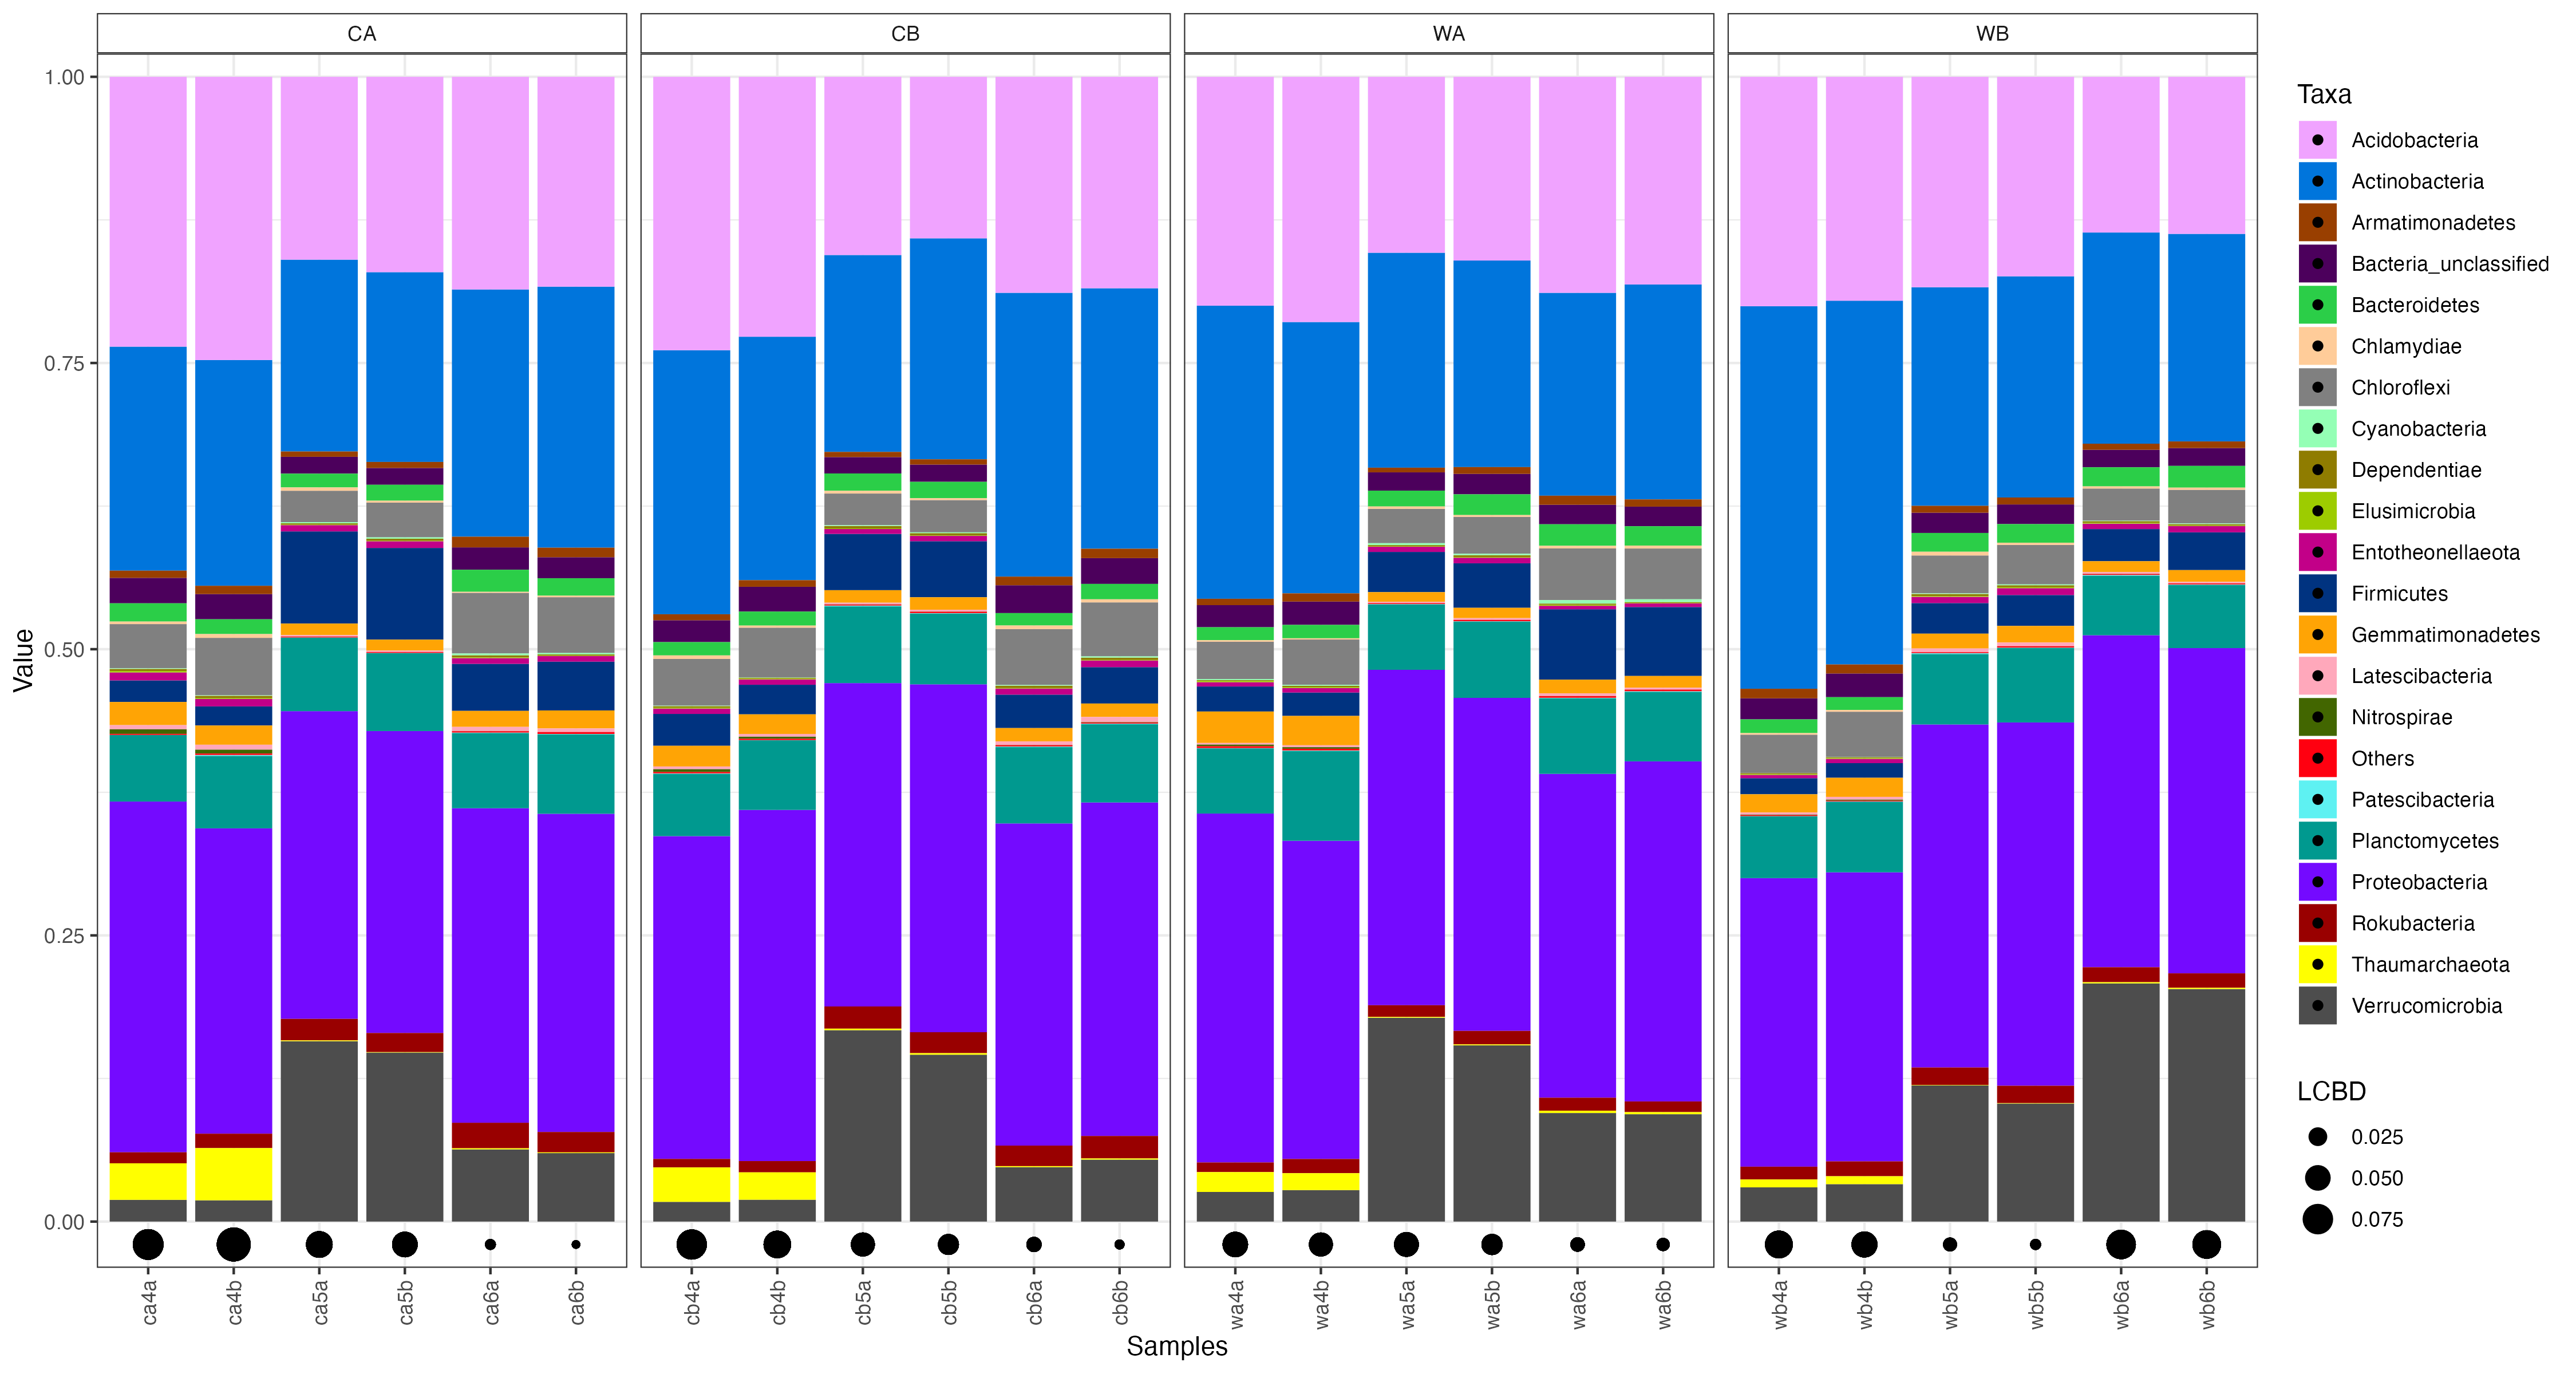 CA CB WA WB
1.00
0.75
0.50
0.25
0.00
Value
ca4a ca4b ca5a ca5b ca6a ca6b cb4a cb4b cb5a cb5b cb6a cb6b wa4a wa4b wa5a wa5b wa6a wa6b wb4a wb4b wb5a wb5b wb6a wb6b
Samples
Taxa
Acidobacteria
Actinobacteria
Armatimonadetes
Bacteria_unclassified
Bacteroidetes
Chlamydiae
Chloroflexi
Cyanobacteria
Dependentiae
Elusimicrobia
Entotheonellaeota
Firmicutes
Gemmatimonadetes
Latescibacteria
Nitrospirae
Others
Patescibacteria
Planctomycetes
Proteobacteria
Rokubacteria
Thaumarchaeota
Verrucomicrobia
LCBD
0.025
0.050
0.075